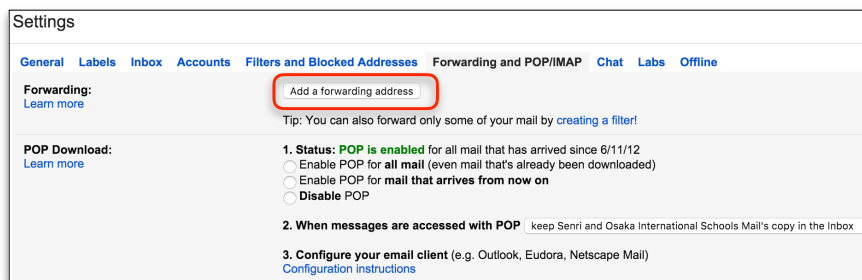 Settings
General Labels Inbox Accounts Filters and Blocked Addresses Forwarding and POP/IMAP Chat Labs Offline
Forwarding: Add a forwarding address
Learn more
Tip: You can also forward only some of your mail by creating a filter!
POP Download: 1. Status: POP is enabled for all mail that has arrived since 6/11/12
Learn more Enable POP for all mail (even mail that's already been downloaded)
Enable POP for mail that arrives from now on
Disable POP
2. When messages are accessed with POP keep Senri and Osaka International Schools Mail's copy in the Inbox
3. Configure your email client (e.g. Outlook, Eudora, Netscape Mail)
Configuration instructions